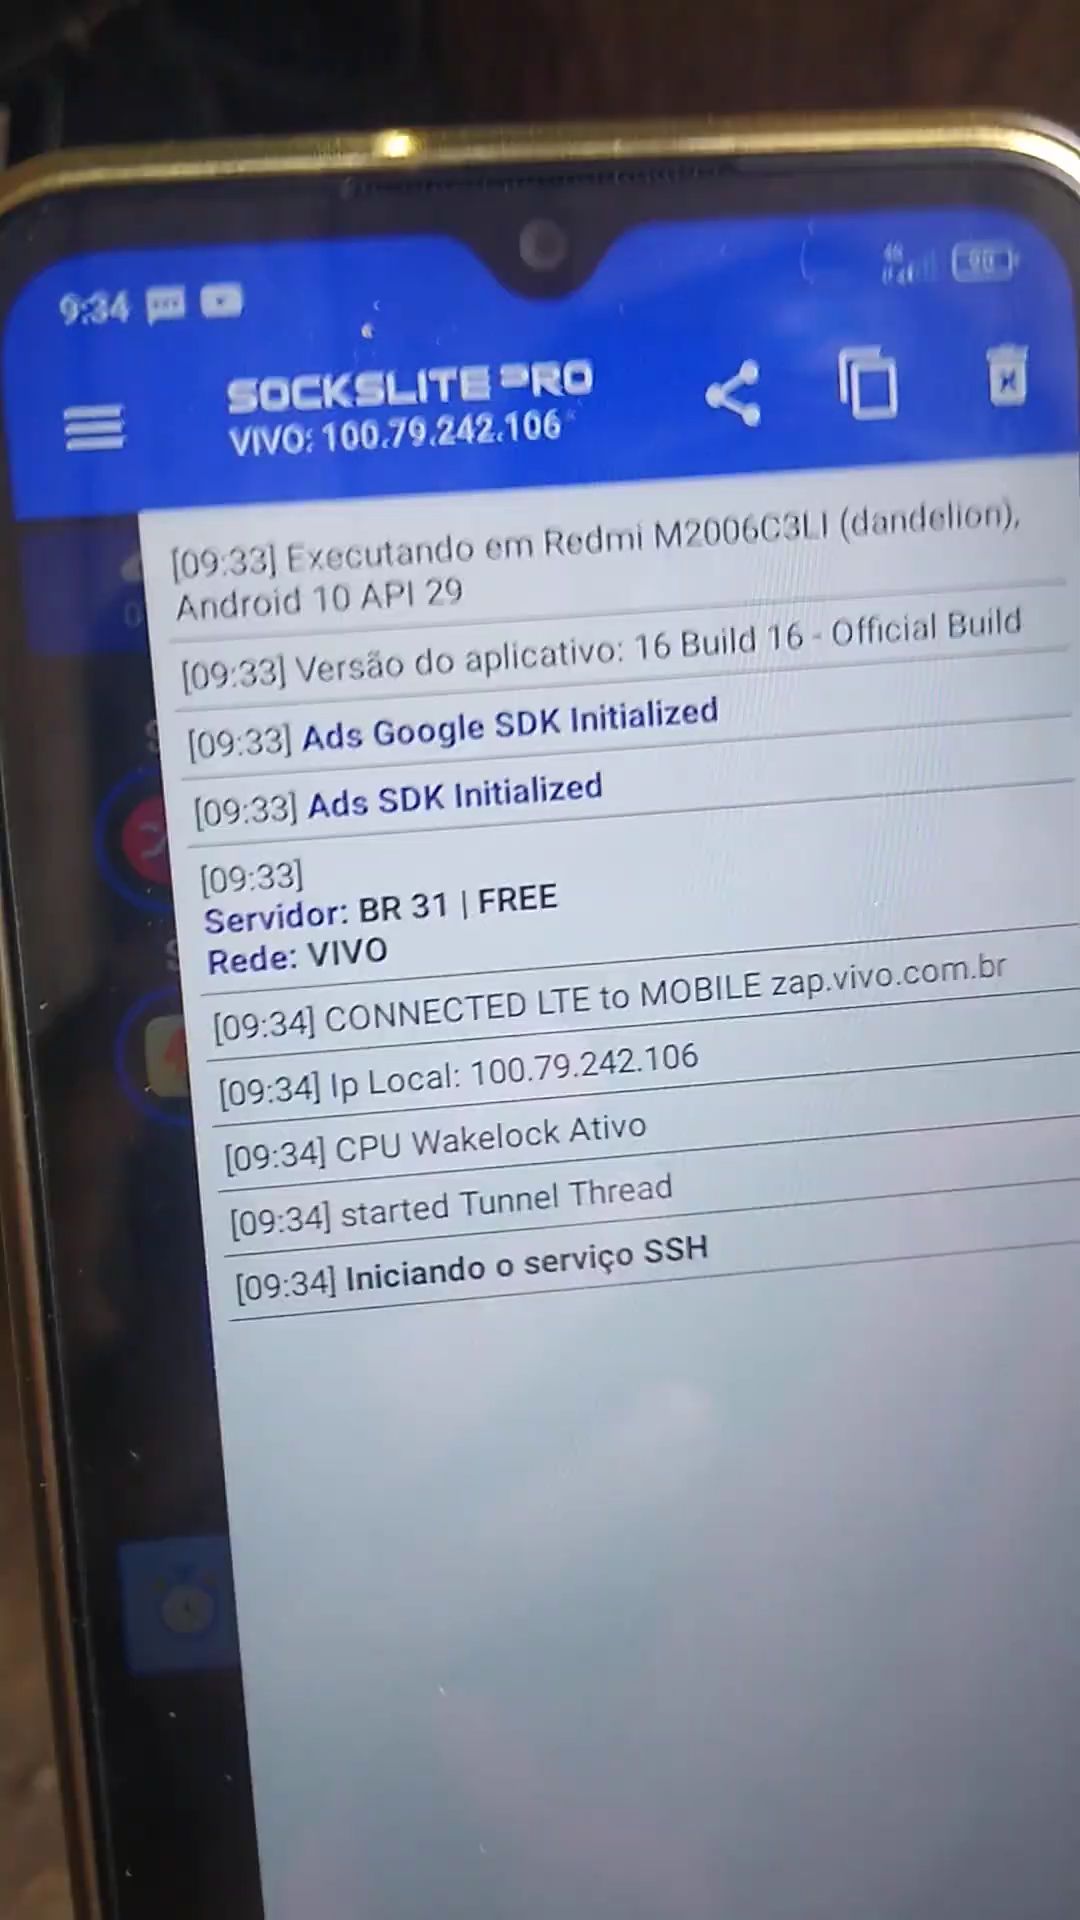 9:34
4G
90
SOCKSLITE PRO
VIVO: 100.79.242.106
[09:33] Executando em Redmi M2006C3LI (dandelion),
Android 10 API 29
[09:33] Versão do aplicativo: 16 Build 16 - Official Build
[09:33] Ads Google SDK Initialized
[09:33] Ads SDK Initialized
[09:33]
Servidor: BR 31 | FREE
Rede: VIVO
[09:34] CONNECTED LTE to MOBILE zap.vivo.com.br
[09:34] Ip Local: 100.79.242.106
[09:34] CPU Wakelock Ativo
[09:34] started Tunnel Thread
[09:34] Iniciando o serviço SSH